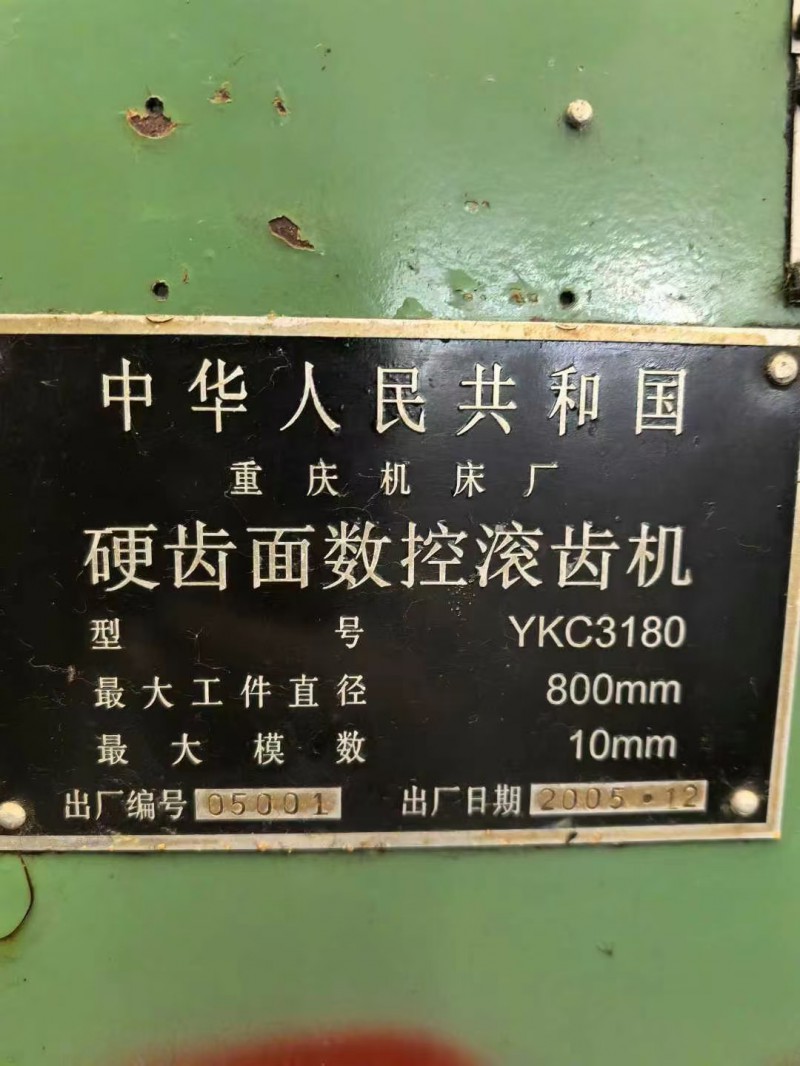 中华人民共和国
重庆机床厂
硬齿面数控滚齿机
型号 YKC3180
最大工件直径 800mm
最大模数 10mm
出厂编号 05001 出厂日期 2005·12